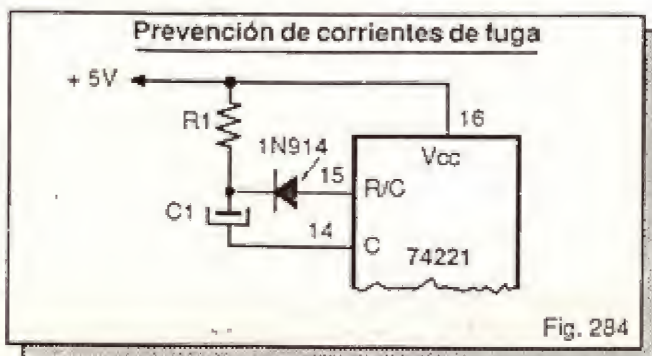 Prevención de corrientes de fuga
+ 5V
R1
16
1N914
Vcc
15
R/C
C1
14
C
74221
Fig. 284